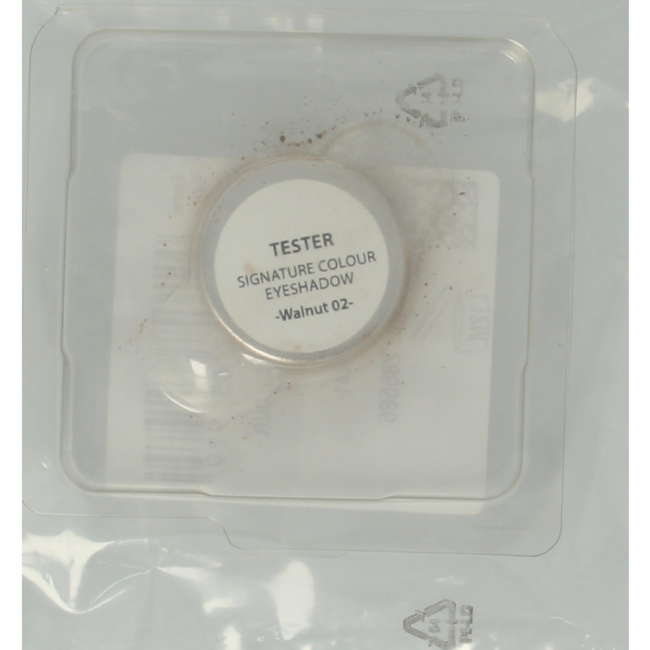 TESTER
SIGNATURE COLOUR
EYESHADOW
-Walnut 02-